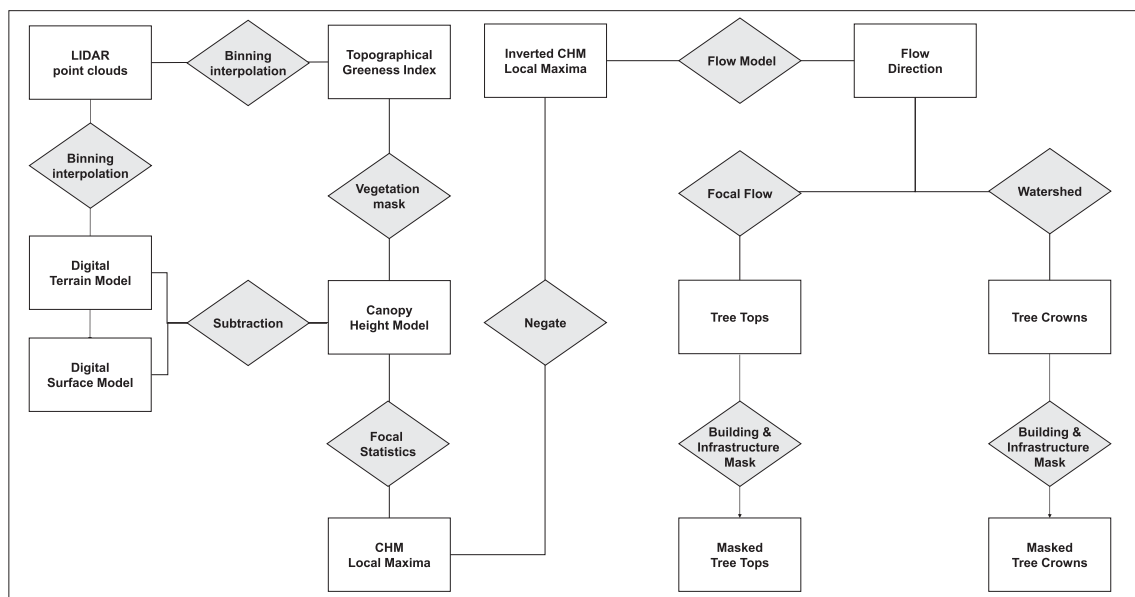 LIDAR
point clouds
Binning
interpolation
Topographical
Greeness Index
Inverted CHM
Local Maxima
Flow Model
Flow
Direction
Binning
interpolation
Vegetation
mask
Focal Flow
Watershed
Digital
Terrain Model
Subtraction
Canopy
Height Model
Negate
Tree Tops
Tree Crowns
Digital
Surface Model
Focal
Statistics
Building &
Infrastructure
Mask
Building &
Infrastructure
Mask
CHM
Local Maxima
Masked
Tree Tops
Masked
Tree Crowns